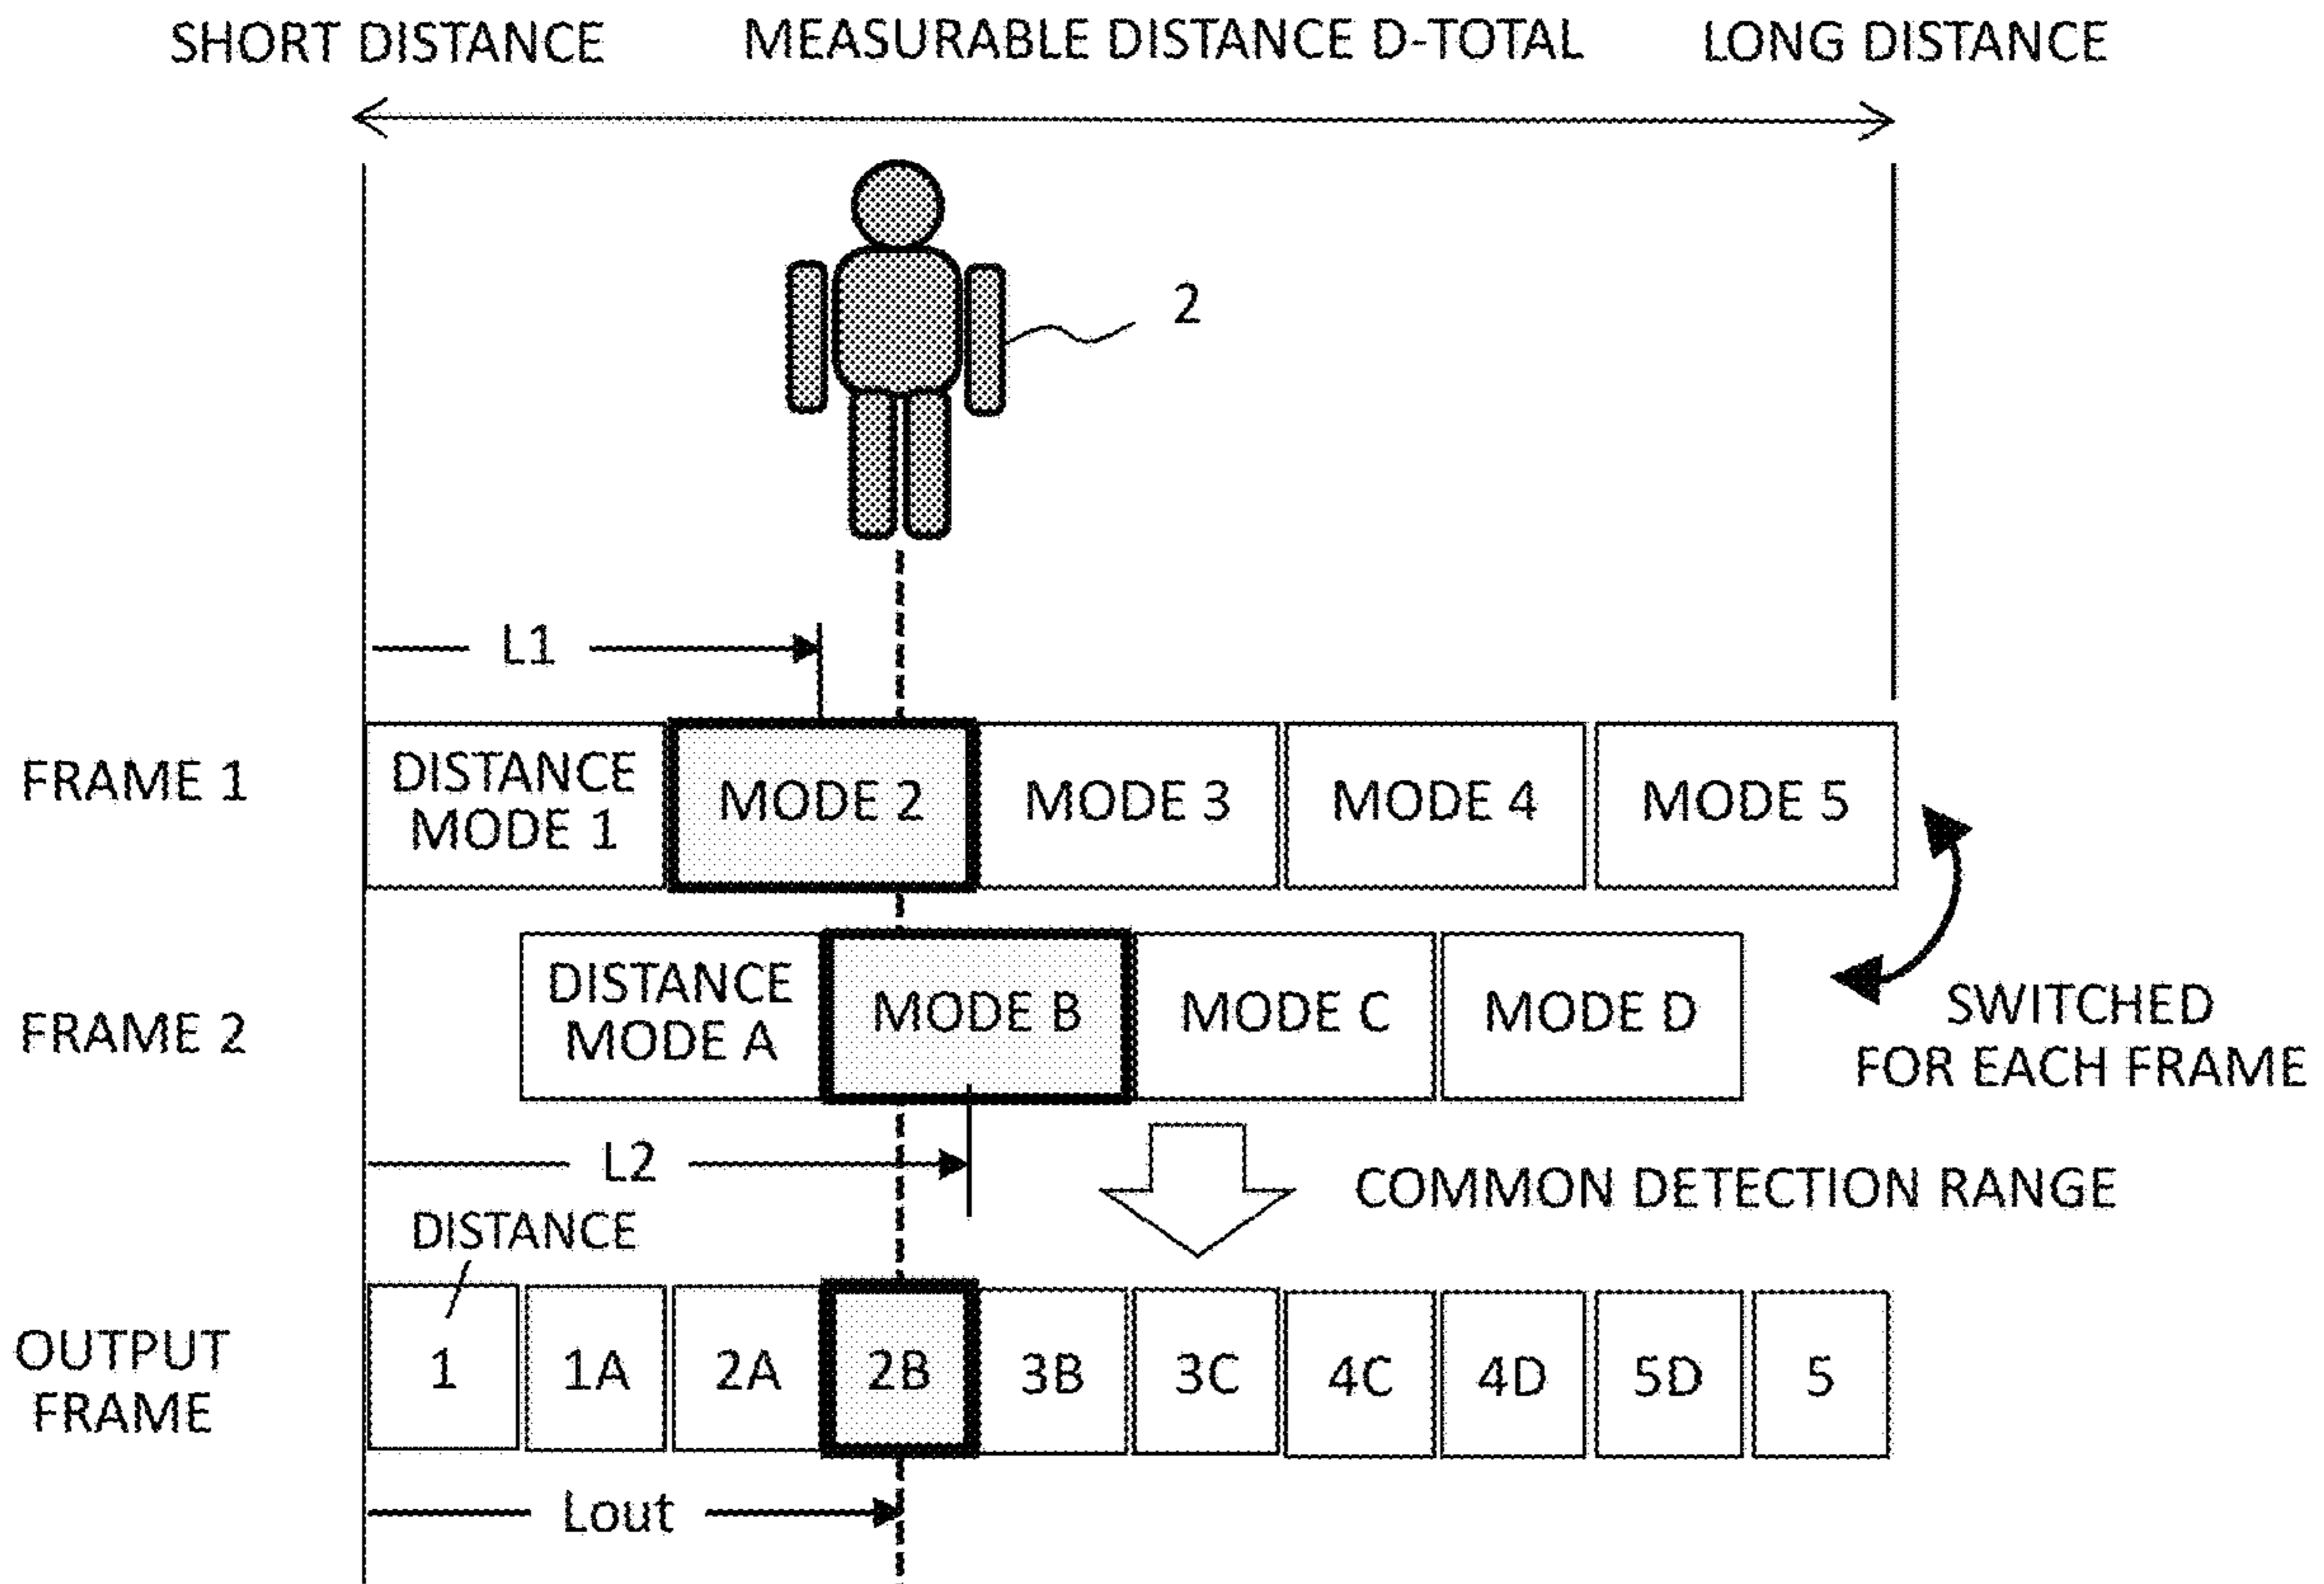 SHORT DISTANCE
MEASURABLE DISTANCE D-TOTAL
LONG DISTANCE
2
L1
FRAME 1
DISTANCE
MODE 1
MODE 2
MODE 3
MODE 4
MODE 5
FRAME 2
DISTANCE
MODE A
MODE B
MODE C
MODE D
SWITCHED
FOR EACH FRAME
L2
COMMON DETECTION RANGE
DISTANCE
OUTPUT
FRAME
1
1A
2A
2B
3B
3C
4C
4D
5D
5
Lout